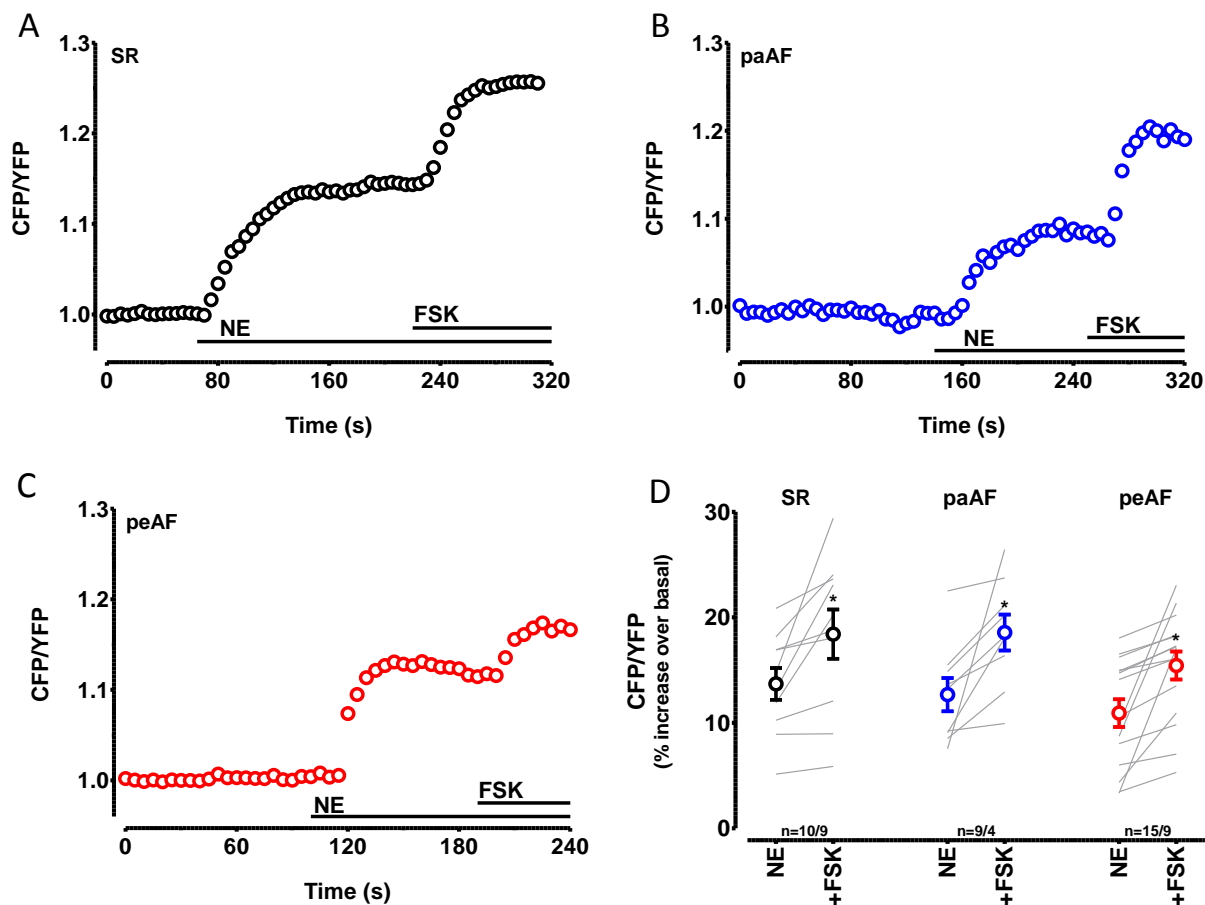 A
SR
CFP/YFP
1.3
1.2
1.1
1.0
NE
FSK
0 80 160 240 320
Time (s)
B
paAF
CFP/YFP
1.3
1.2
1.1
1.0
NE
FSK
0 80 160 240 320
Time (s)
C
peAF
CFP/YFP
1.3
1.2
1.1
1.0
NE
FSK
0 60 120 180 240
Time (s)
D
SR paAF peAF
CFP/YFP
(% increase over basal)
30
20
10
0
* * *
n=10/9 n=9/4 n=15/9
NE +FSK NE +FSK NE +FSK